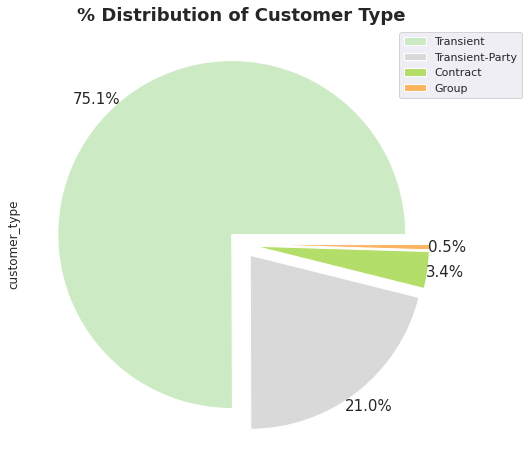 % Distribution of Customer Type
Transient
Transient-Party
Contract
Group
75.1%
customer_type
0.5%
3.4%
21.0%